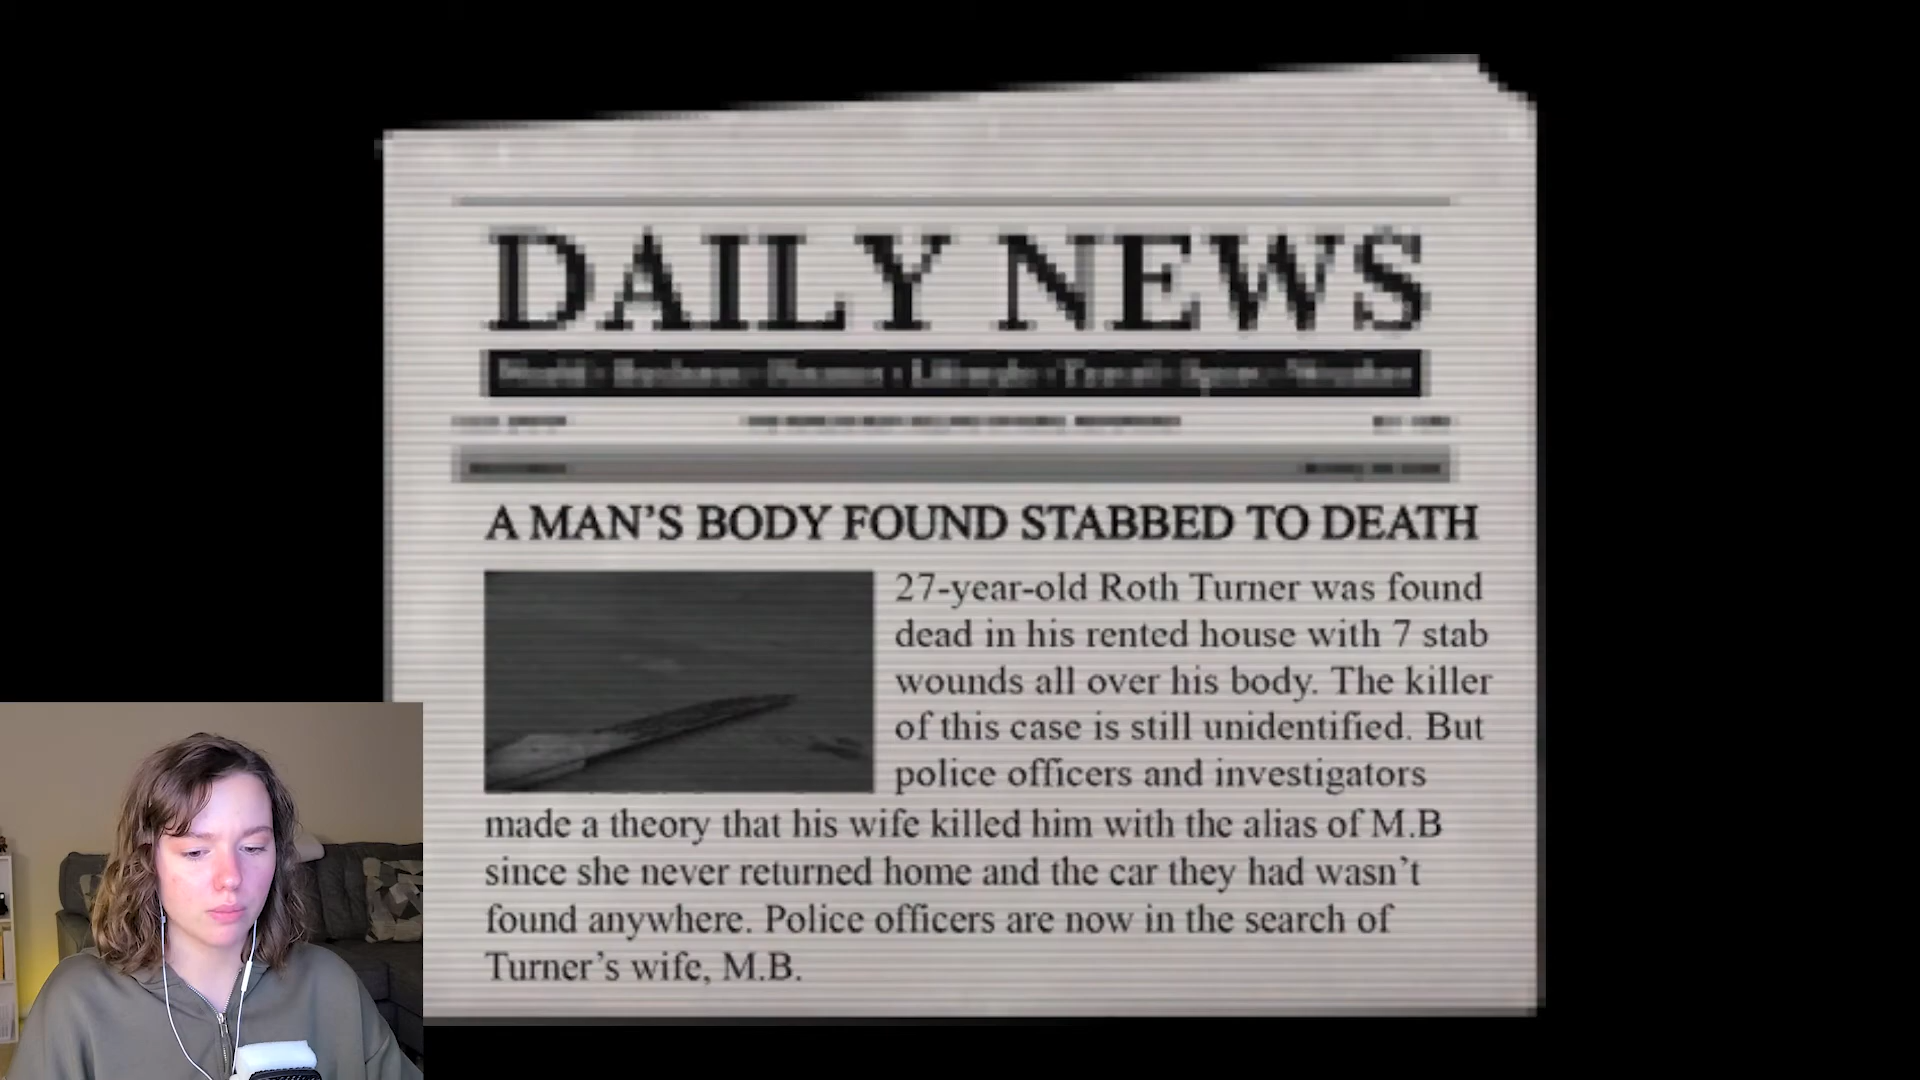 DAILY NEWS
A MAN'S BODY FOUND STABBED TO DEATH
27-year-old Roth Turner was found
dead in his rented house with 7 stab
wounds all over his body. The killer
of this case is still unidentified. But
police officers and investigators
made a theory that his wife killed him with the alias of M.B
since she never returned home and the car they had wasn't
found anywhere. Police officers are now in the search of
Turner's wife, M.B.